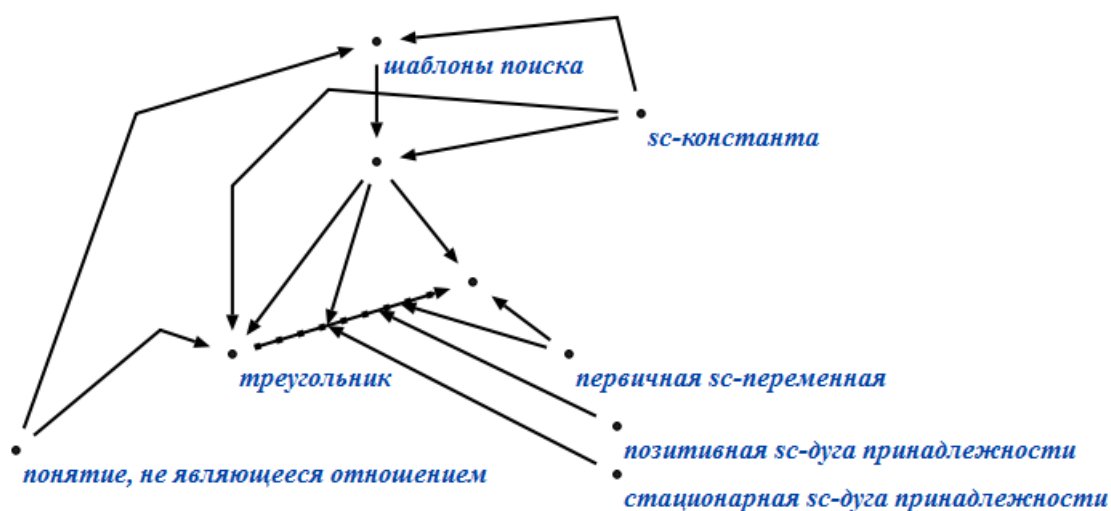 шаблоны поиска
sc-константа
треугольник
первичная sc-переменная
позитивная sc-дуга принадлежности
понятие, не являющееся отношением
стационарная sc-дуга принадлежности